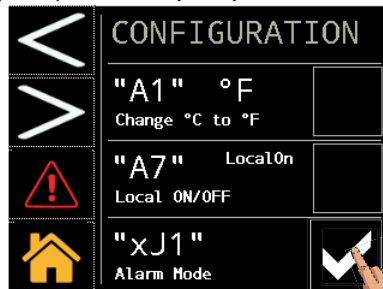 CONFIGURATION
"A1" °F
Change °C to °F
"A7" LocalOn
Local ON/OFF
"xJ1"
Alarm Mode